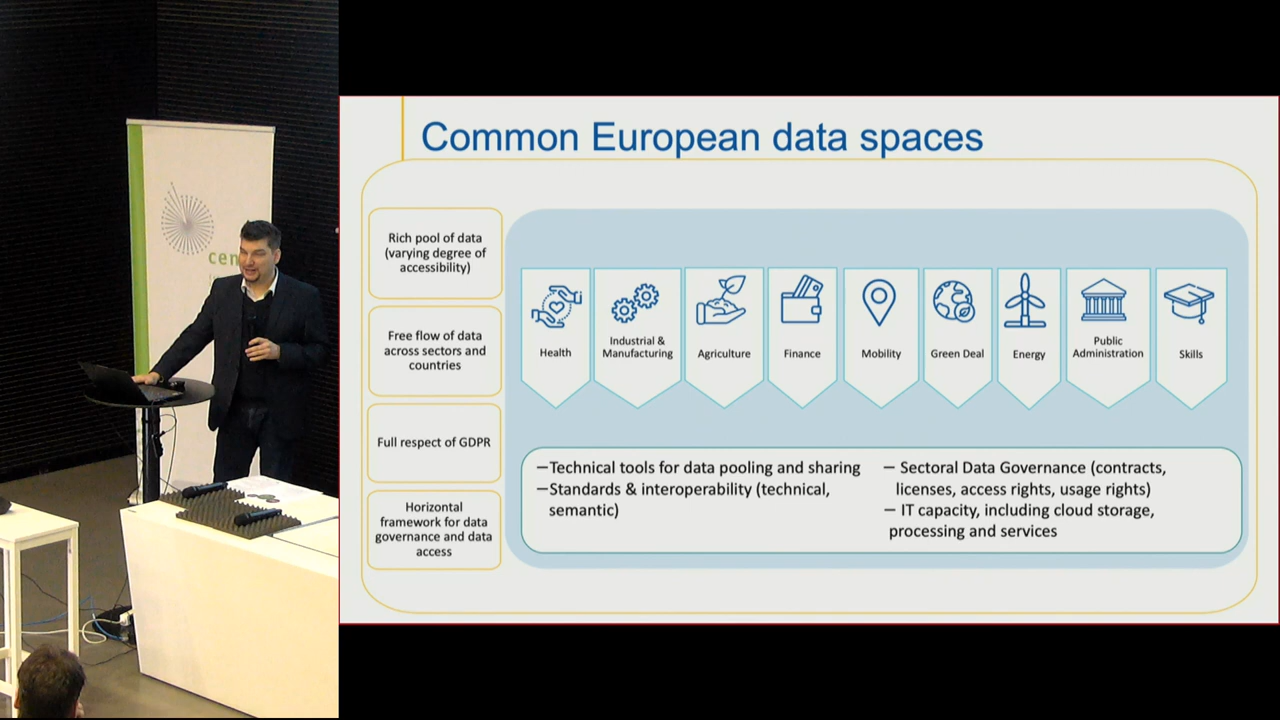 Common European data spaces
Rich pool of data
(varying degree of
accessibility)
Free flow of data
across sectors and
countries
Full respect of GDPR
Horizontal
framework for data
governance and data
access
Health
Industrial &
Manufacturing
Agriculture
Finance
Mobility
Green Deal
Energy
Public
Administration
Skills
—Technical tools for data pooling and sharing
—Standards & interoperability (technical,
semantic)
— Sectoral Data Governance (contracts,
licenses, access rights, usage rights)
— IT capacity, including cloud storage,
processing and services
cen